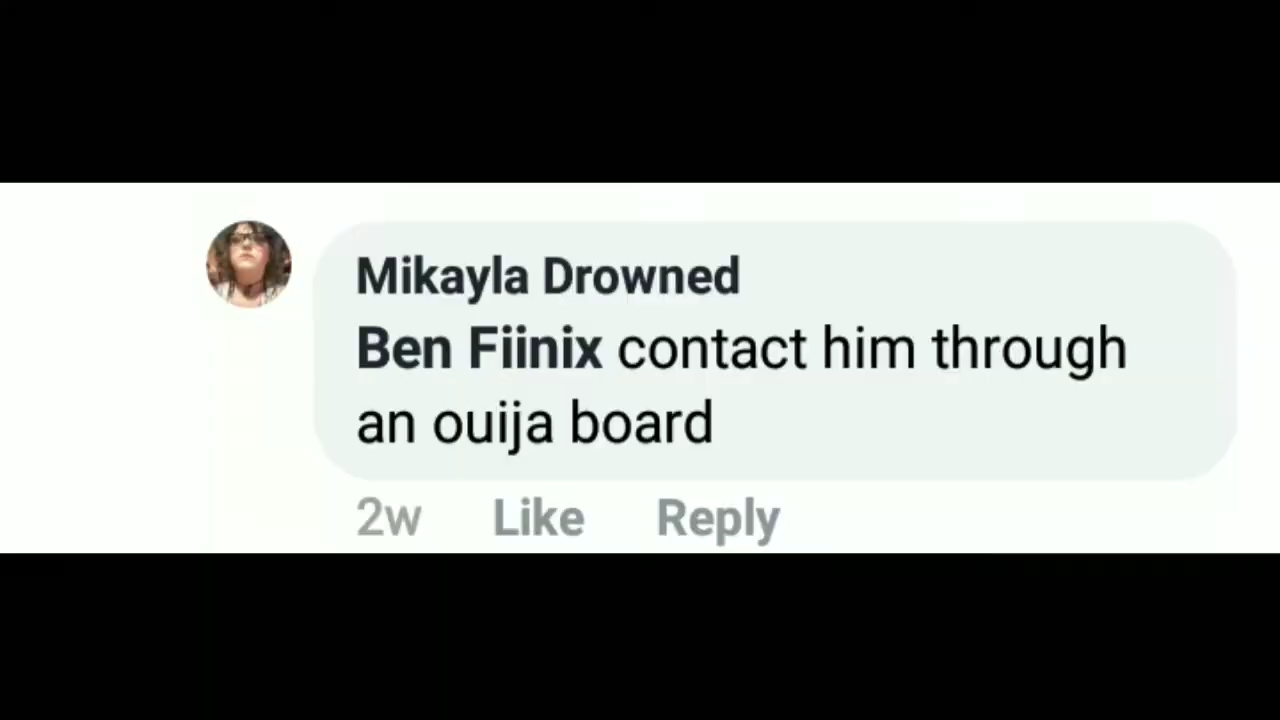 Mikayla Drowned
Ben Fiinix contact him through
an ouija board
2w Like Reply